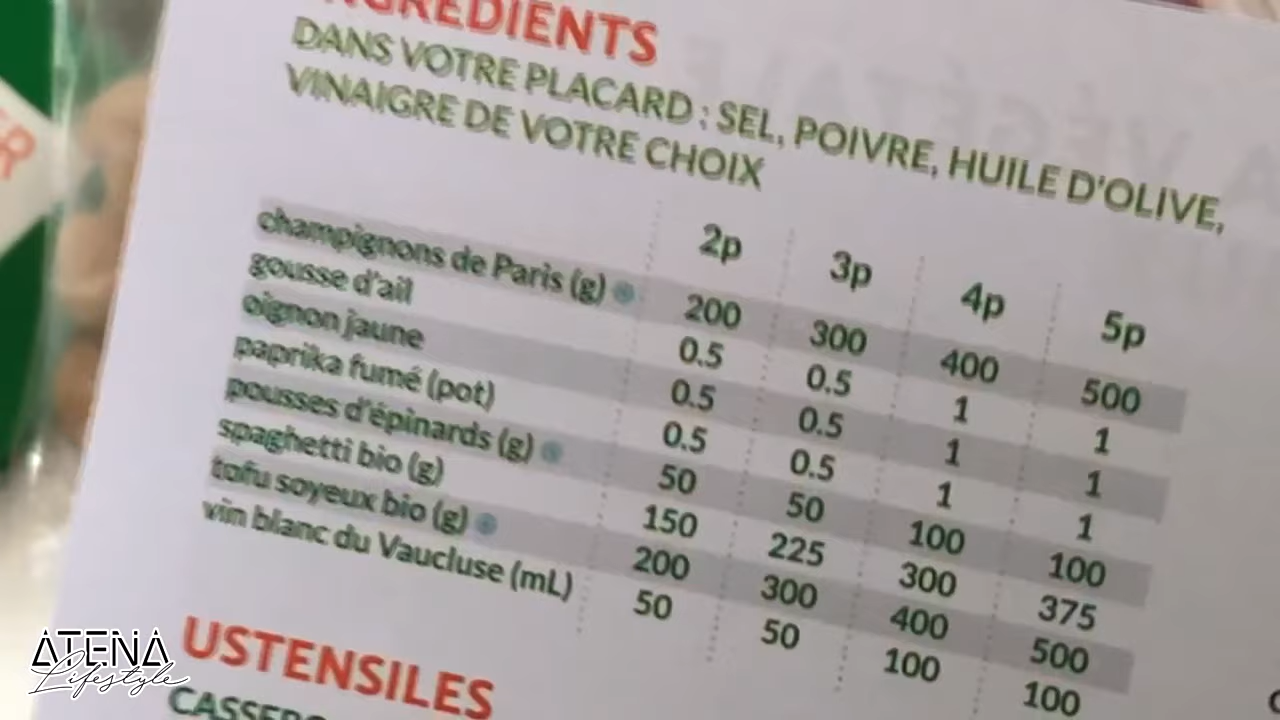 INGRÉDIENTS
DANS VOTRE PLACARD : SEL, POIVRE, HUILE D'OLIVE,
VINAIGRE DE VOTRE CHOIX
2p 3p 4p 5p
champignons de Paris (g) 200 300 400 500
gousse d'ail 0.5 0.5 1 1
oignon jaune 0.5 0.5 1 1
paprika fumé (pot) 0.5 0.5 1 1
pousses d'épinards (g) 50 50 100 100
spaghetti bio (g) 150 225 300 375
tofu soyeux bio (g) 200 300 400 500
vin blanc du Vaucluse (mL) 50 50 100 100
USTENSILES
ATENA
Lifestyle